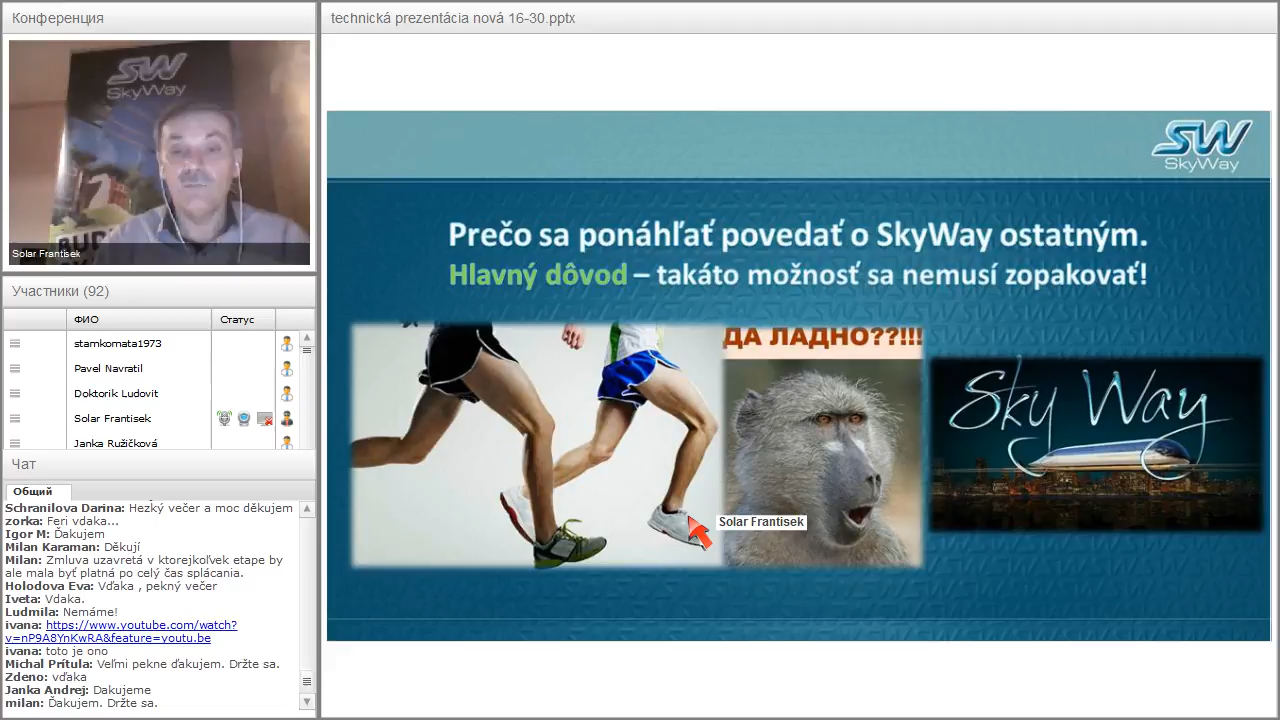 Конференция
SW
SkyWay
Solar Frantisek
Участники (92)
ФИО
Статус
stamkomata1973
Pavel Navratil
Doktorik Ludovit
Solar Frantisek
Janka Ružičková
Чат
Общий
Schranilova Darina: Hezký večer a moc děkujem
zorka: Feri vdaka...
Igor M: Ďakujem
Milan Karaman: Děkují
Milan: Zmluva uzavretá v ktorejkoľvek etape by
ale mala byť platná po celý čas splácania.
Holodova Eva: Vďaka , pekný večer
Iveta: Vdaka.
Ludmila: Nemáme!
ivana: https://www.youtube.com/watch?
v=nP9A8YnKwRA&feature=youtu.be
ivana: toto je ono
Michal Prítula: Veľmi pekne ďakujem. Držte sa.
Zdeno: vďaka
Janka Andrej: Dakujeme
milan: Ďakujem. Držte sa.
technická prezentácia nová 16-30.pptx
SW
SkyWay
Prečo sa ponáhľať povedať o SkyWay ostatným.
Hlavný dôvod – takáto možnosť sa nemusí zopakovať!
ДА ЛАДНО??!!!
Sky Way
Solar Frantisek